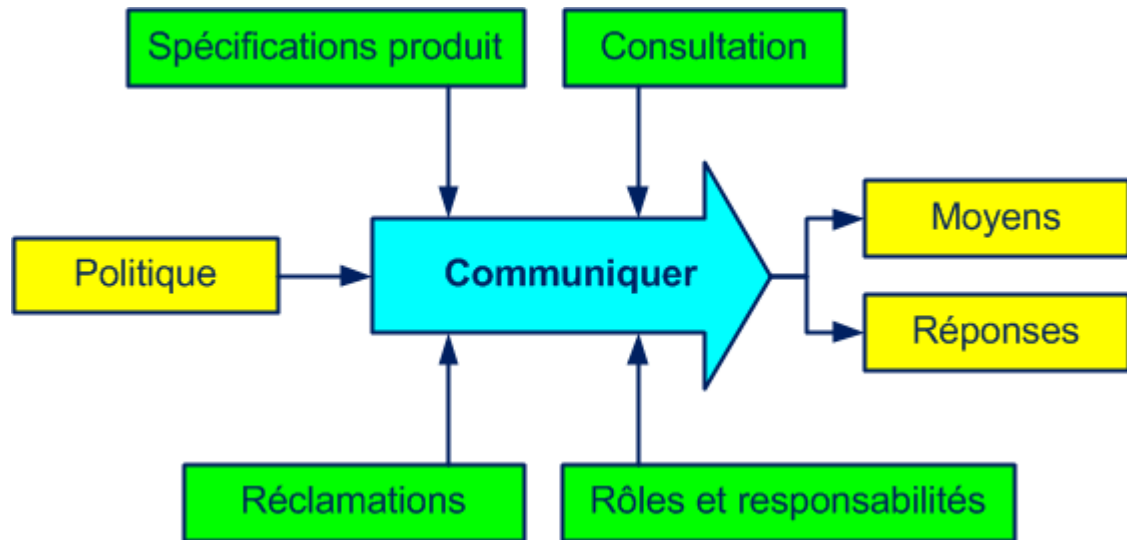 Spécifications produit
Consultation
Moyens
Politique
Communiquer
Réponses
Réclamations
Rôles et responsabilités